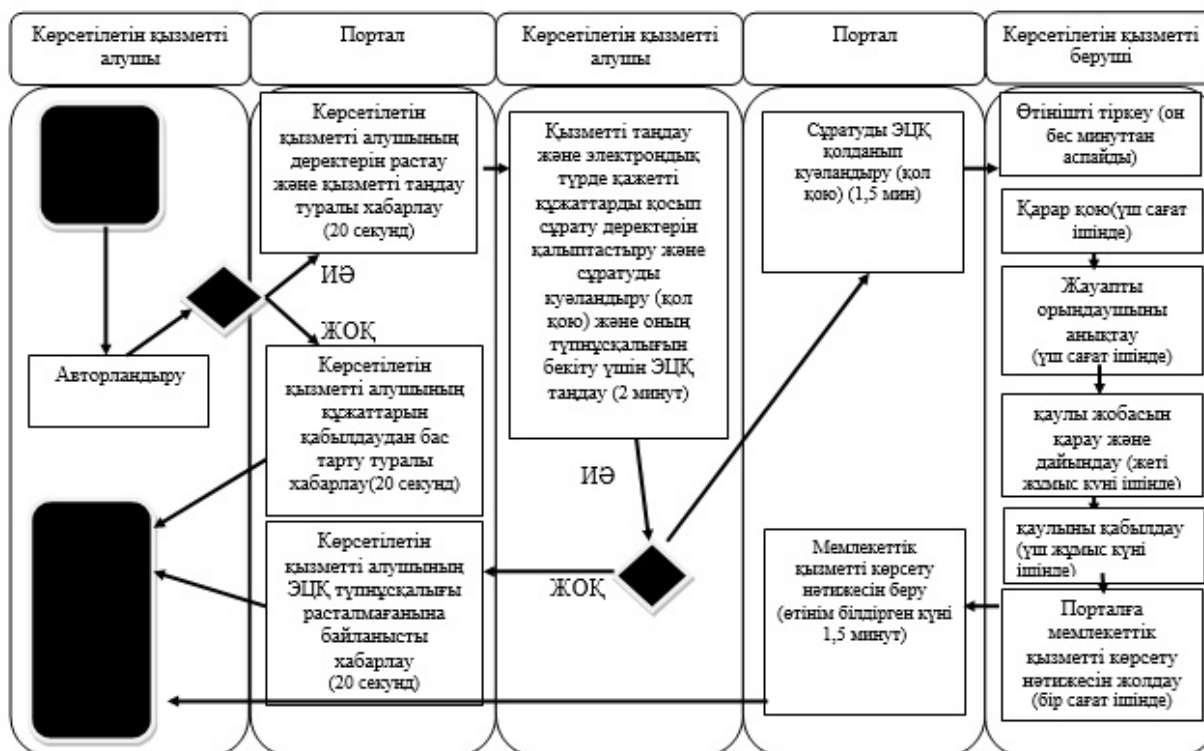 Көрсетілетін қызметті
алушы
Портал
Көрсетілетін қызметті
алушы
Портал
Көрсетілетін қызметті
беруші
Авторландыру
Көрсетілетін
қызметті алушының
деректерін растау
және қызметті таңдау
туралы хабарлау
(20 секунд)
ИӘ
ЖОҚ
Көрсетілетін
қызметті алушының
құжаттарын
қабылдаудан бас
тарту туралы
хабарлау(20 секунд)
Көрсетілетін
қызметті алушының
ЭЦҚ түпнұсқалығы
расталмағанына
байланысты
хабарлау
(20 секунд)
Қызметті таңдау
және электрондық
түрде қажетті
құжаттарды қосып
сұрату деректерін
қалыптастыру және
сұратуды
куәландыру (қол
қою) және оның
түпнұсқалығын
бекіту үшін ЭЦҚ
таңдау (2 минут)
ИӘ
ЖОҚ
Сұратуды ЭЦҚ
қолданып
куәландыру (қол
қою) (1,5 мин)
Мемлекеттік
қызметті көрсету
нәтижесін беру
(өтінім білдірген күні
1,5 минут)
Өтінішті тіркеу (он
бес минуттан
аспайды)
Қарар қою(үш сағат
ішінде)
Жауапты
орындаушыны
анықтау
(үш сағат ішінде)
қаулы жобасын
қарау және
дайындау (жеті
жұмыс күні ішінде)
қаулыны қабылдау
(үш жұмыс күні
ішінде)
Порталға
мемлекеттік
қызметті көрсету
нәтижесін жолдау
(бір сағат ішінде)